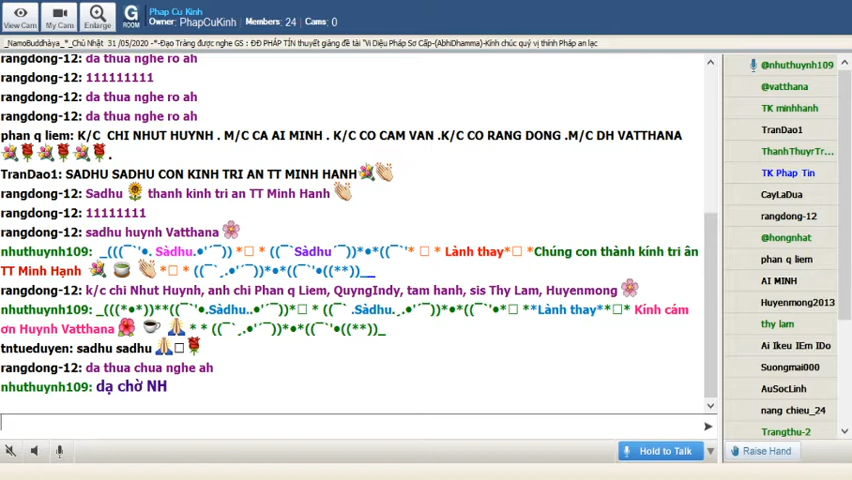 View Cam
My Cam
Enlarge
G
ROOM
Phap Cu Kinh
Owner: PhapCuKinh Members: 24 Cams: 0
_NamoBuddhàya_*_Chủ Nhật 31 /05/2020 -*-Đạo Tràng được nghe GS : ĐĐ PHÁP TÍN thuyết giảng đề tài "Vi Diệu Pháp Sơ Cấp-(AbhiDhamma)-Kính chúc quý vị thính Pháp an lạc
rangdong-12: da thua nghe ro ah
rangdong-12: 111111111
rangdong-12: da thua nghe ro ah
rangdong-12: da thua nghe ro ah
phan q liem: K/C CHI NHUT HUYNH . M/C CA AI MINH . K/C CO CAM VAN .K/C CO RANG DONG .M/C DH VATTHANA
.
TranDao1: SADHU SADHU CON KINH TRI AN TT MINH HANH
rangdong-12: Sadhu thanh kinh tri an TT Minh Hanh
rangdong-12: 11111111
rangdong-12: sadhu huynh Vatthana
nhuthuynh109: _(((¯`'•. Sàdhu.•'´¯)) *□ * ((¯`Sàdhu´¯))*•*((¯`'* □ * Lành thay*□ *Chúng con thành kính tri ân
TT Minh Hạnh *□ * ((¯`¸.•'´¯)*•*((¯`'•((**))___
rangdong-12: k/c chi Nhut Huynh, anh chi Phan q Liem, QuyngIndy, tam hanh, sis Thy Lam, Huyenmong
nhuthuynh109: _(((*•*))**((¯`'•.Sàdhu..•'´¯))*□ * ((¯` .Sàdhu.¸.•'´¯)*•*((¯`'•*□ **Lành thay**□* Kính cám
ơn Huynh Vatthana * * ((¯`¸.•'´¯)*•*((¯`'•((**))_
tntueduyen: sadhu sadhu □
rangdong-12: da thua chua nghe ah
nhuthuynh109: dạ chờ NH
Hold to Talk
@nhuthuynh109
@vatthana
TK minhhanh
TranDao1
ThanhThuyrTr...
TK Phap Tin
CayLaDua
rangdong-12
@hongnhat
phan q liem
AI MINH
Huyenmong2013
thy lam
Ai Ikeu IErn IDo
Suongmai000
AuSocLinh
nang chieu_24
Trangthu-2
Raise Hand